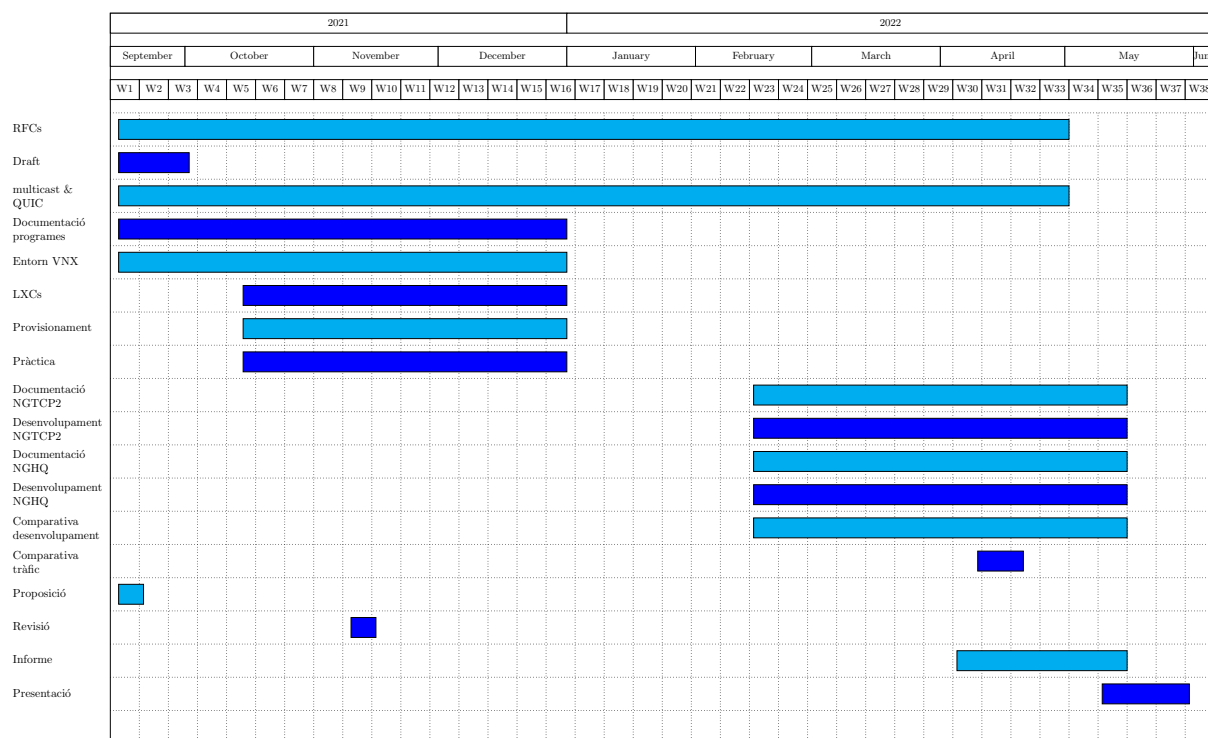 2021 2022
September October November December January February March April May Jun
W1 W2 W3 W4 W5 W6 W7 W8 W9 W10 W11 W12 W13 W14 W15 W16 W17 W18 W19 W20 W21 W22 W23 W24 W25 W26 W27 W28 W29 W30 W31 W32 W33 W34 W35 W36 W37 W38
RFCs
Draft
multicast &
QUIC
Documentació
programes
Entorn VNX
LXCs
Provisionament
Pràctica
Documentació
NGTCP2
Desenvolupament
NGTCP2
Documentació
NGHQ
Desenvolupament
NGHQ
Comparativa
desenvolupament
Comparativa
tràfic
Proposició
Revisió
Informe
Presentació